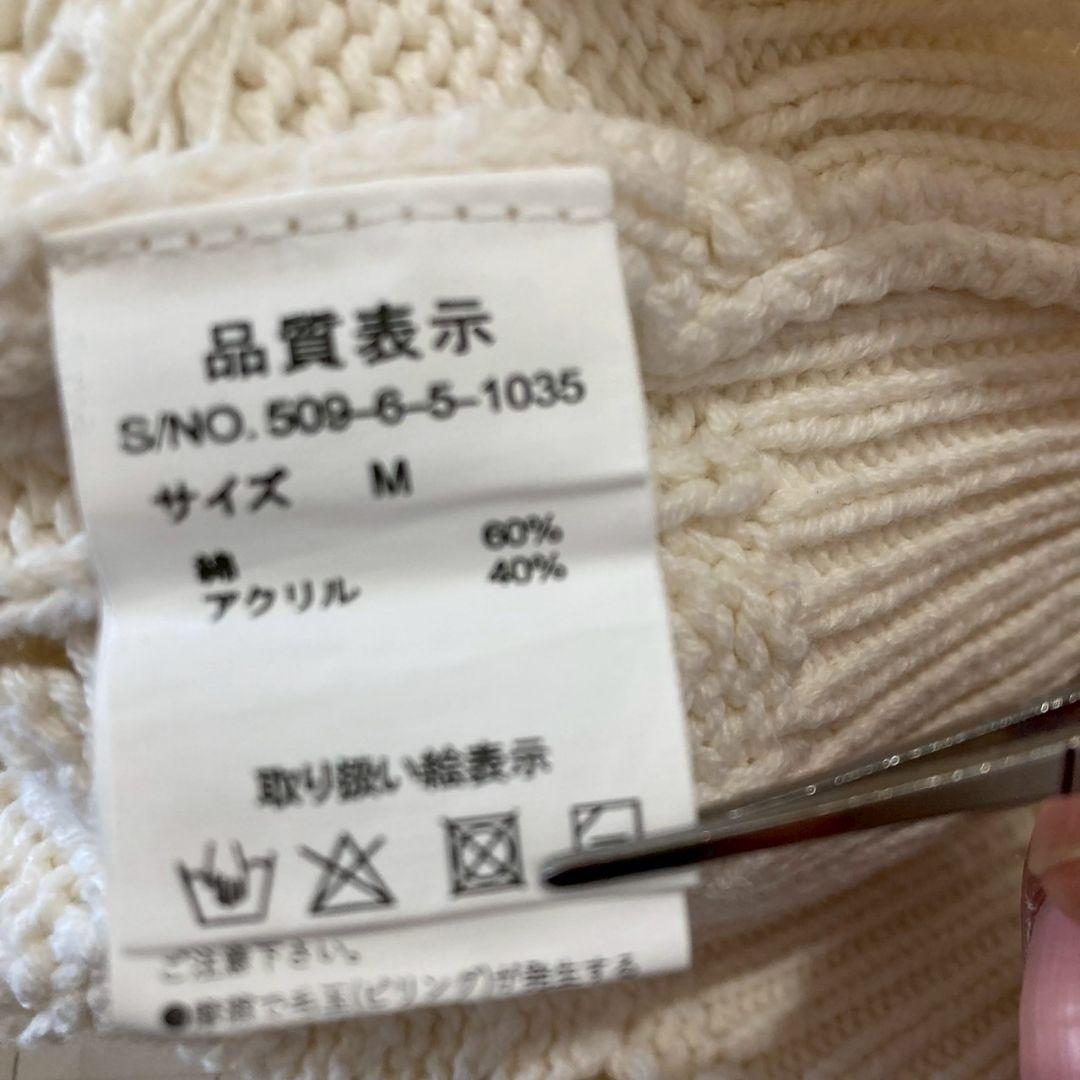 品質表示
S/NO. 509-6-5-1035
サイズ M
綿 60%
アクリル 40%
取り扱い絵表示
ご注意下さい。
●摩擦で毛玉(ピリング)が発生する